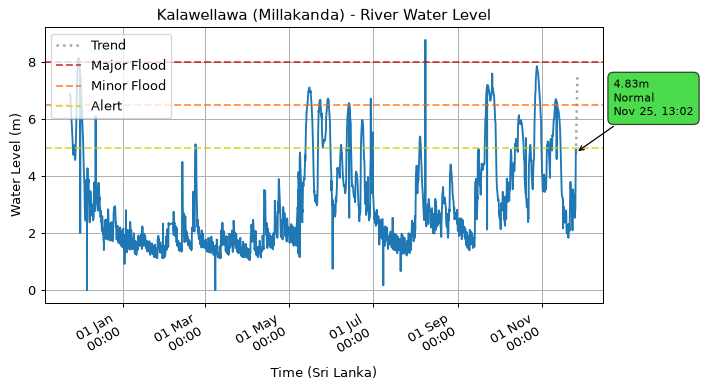 Kalawellawa (Millakanda) - River Water Level
Trend
Major Flood
Minor Flood
Alert
4.83m
Normal
Nov 25, 13:02
Water Level (m)
8
6
4
2
0
01 Jan
00:00
01 Mar
00:00
01 May
00:00
01 Jul
00:00
01 Sep
00:00
01 Nov
00:00
Time (Sri Lanka)